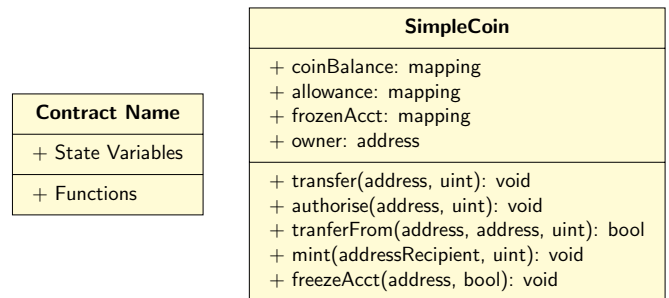 Contract Name
+ State Variables
+ Functions
SimpleCoin
+ coinBalance: mapping
+ allowance: mapping
+ frozenAcct: mapping
+ owner: address
+ transfer(address, uint): void
+ authorise(address, uint): void
+ tranferFrom(address, address, uint): bool
+ mint(addressRecipient, uint): void
+ freezeAcct(address, bool): void